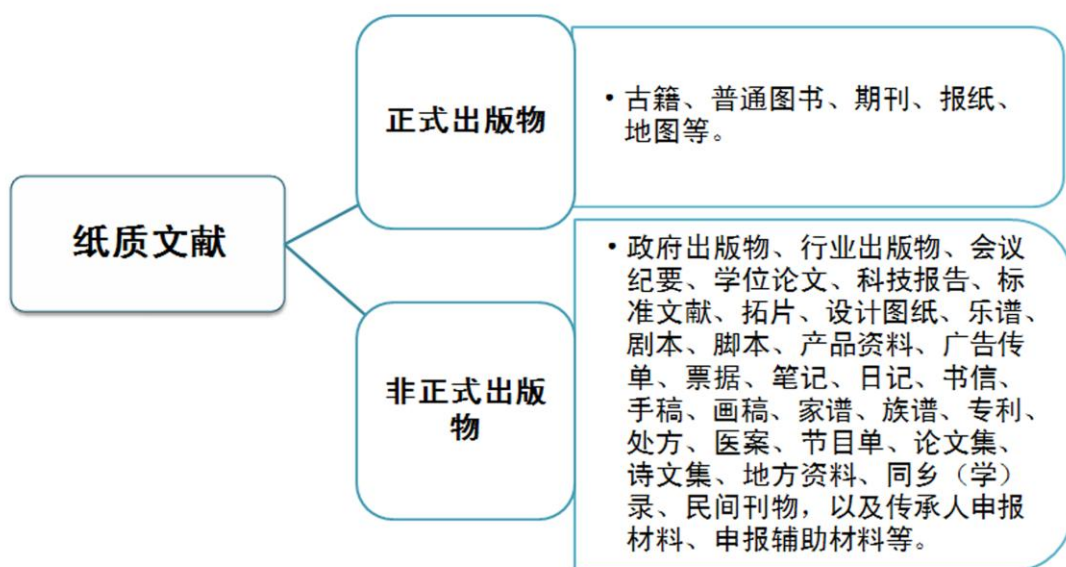 纸质文献
正式出版物
• 古籍、普通图书、期刊、报纸、
地图等。
非正式出版
物
• 政府出版物、行业出版物、会议
纪要、学位论文、科技报告、标
准文献、拓片、设计图纸、乐谱、
剧本、脚本、产品资料、广告传
单、票据、笔记、日记、书信、
手稿、画稿、家谱、族谱、专利、
处方、医案、节目单、论文集、
诗文集、地方资料、同乡（学）
录、民间刊物，以及传承人申报
材料、申报辅助材料等。